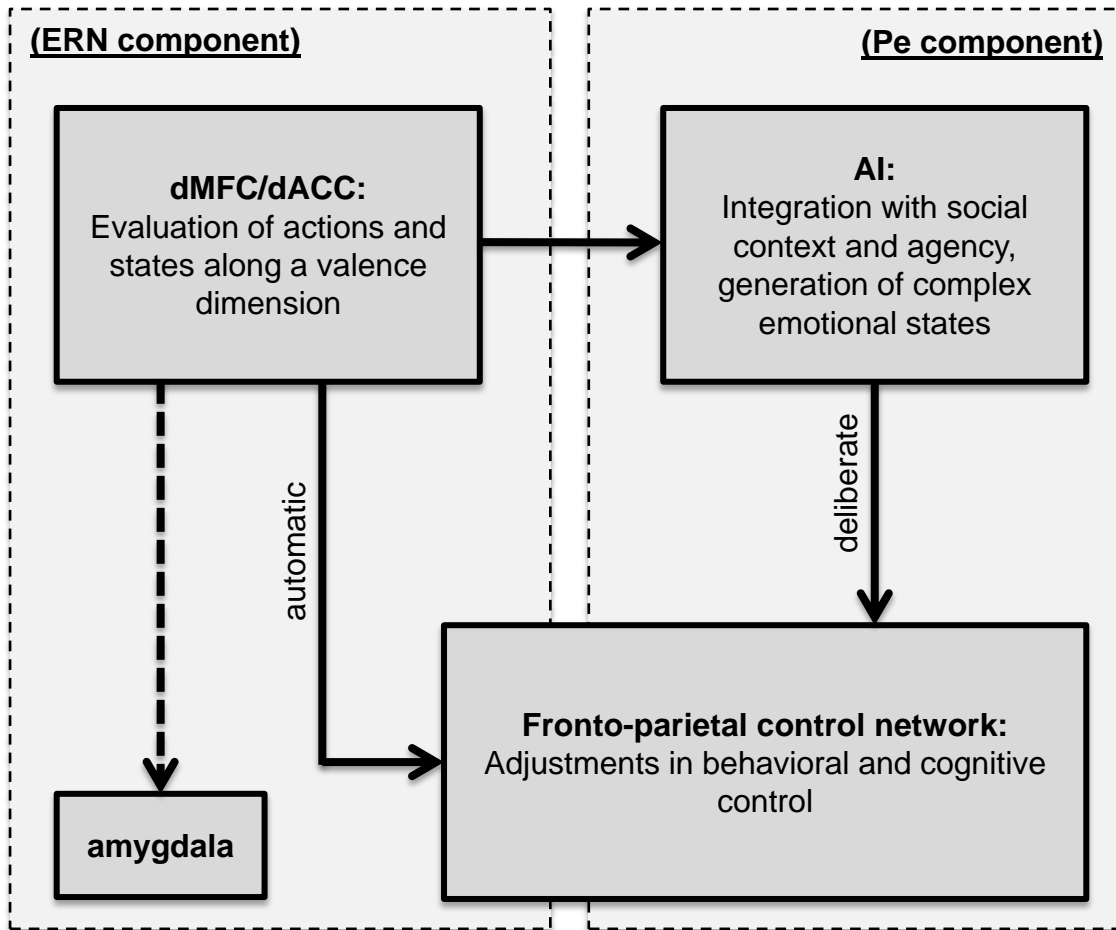 (ERN component)
(Pe component)
dMFC/dACC:
Evaluation of actions and
states along a valence
dimension
AI:
Integration with social
context and agency,
generation of complex
emotional states
automatic
deliberate
Fronto-parietal control network:
Adjustments in behavioral and cognitive
control
amygdala